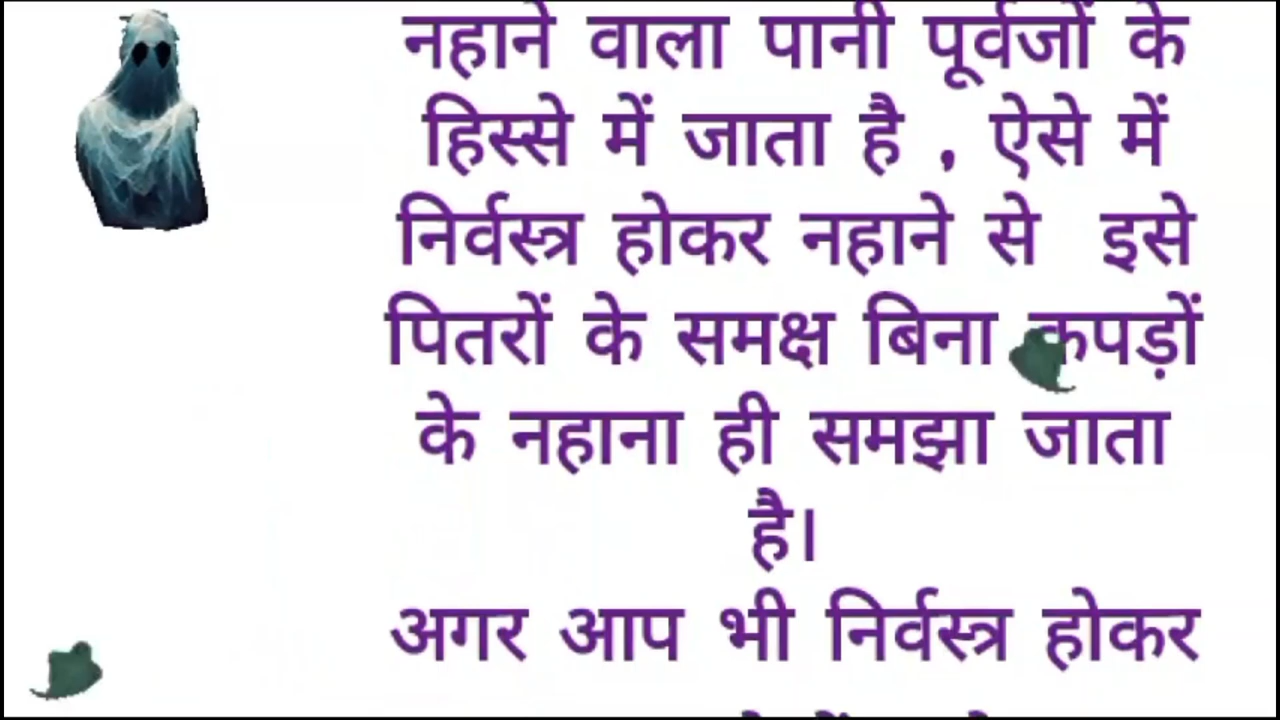 नहाने वाला पानी पूर्वजों के
हिस्से में जाता है , ऐसे में
निर्वस्त्र होकर नहाने से इसे
पितरों के समक्ष बिना कपड़ों
के नहाना ही समझा जाता
है।
अगर आप भी निर्वस्त्र होकर